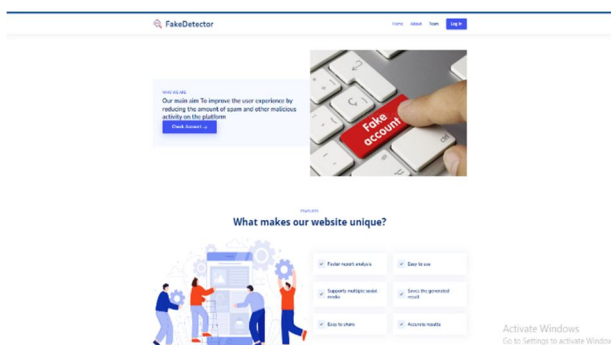 FakeDetector
Home About Team Log In
WHO WE ARE
Our main aim To improve the user experience by
reducing the amount of spam and other malicious
activity on the platform
Check Account →
Fake
account
FEATURES
What makes our website unique?
Faster report analysis
Easy to use
Supports multiple social
media
Saves the generated
result
Easy to share
Accurate results
Activate Windows
Go to Settings to activate Window